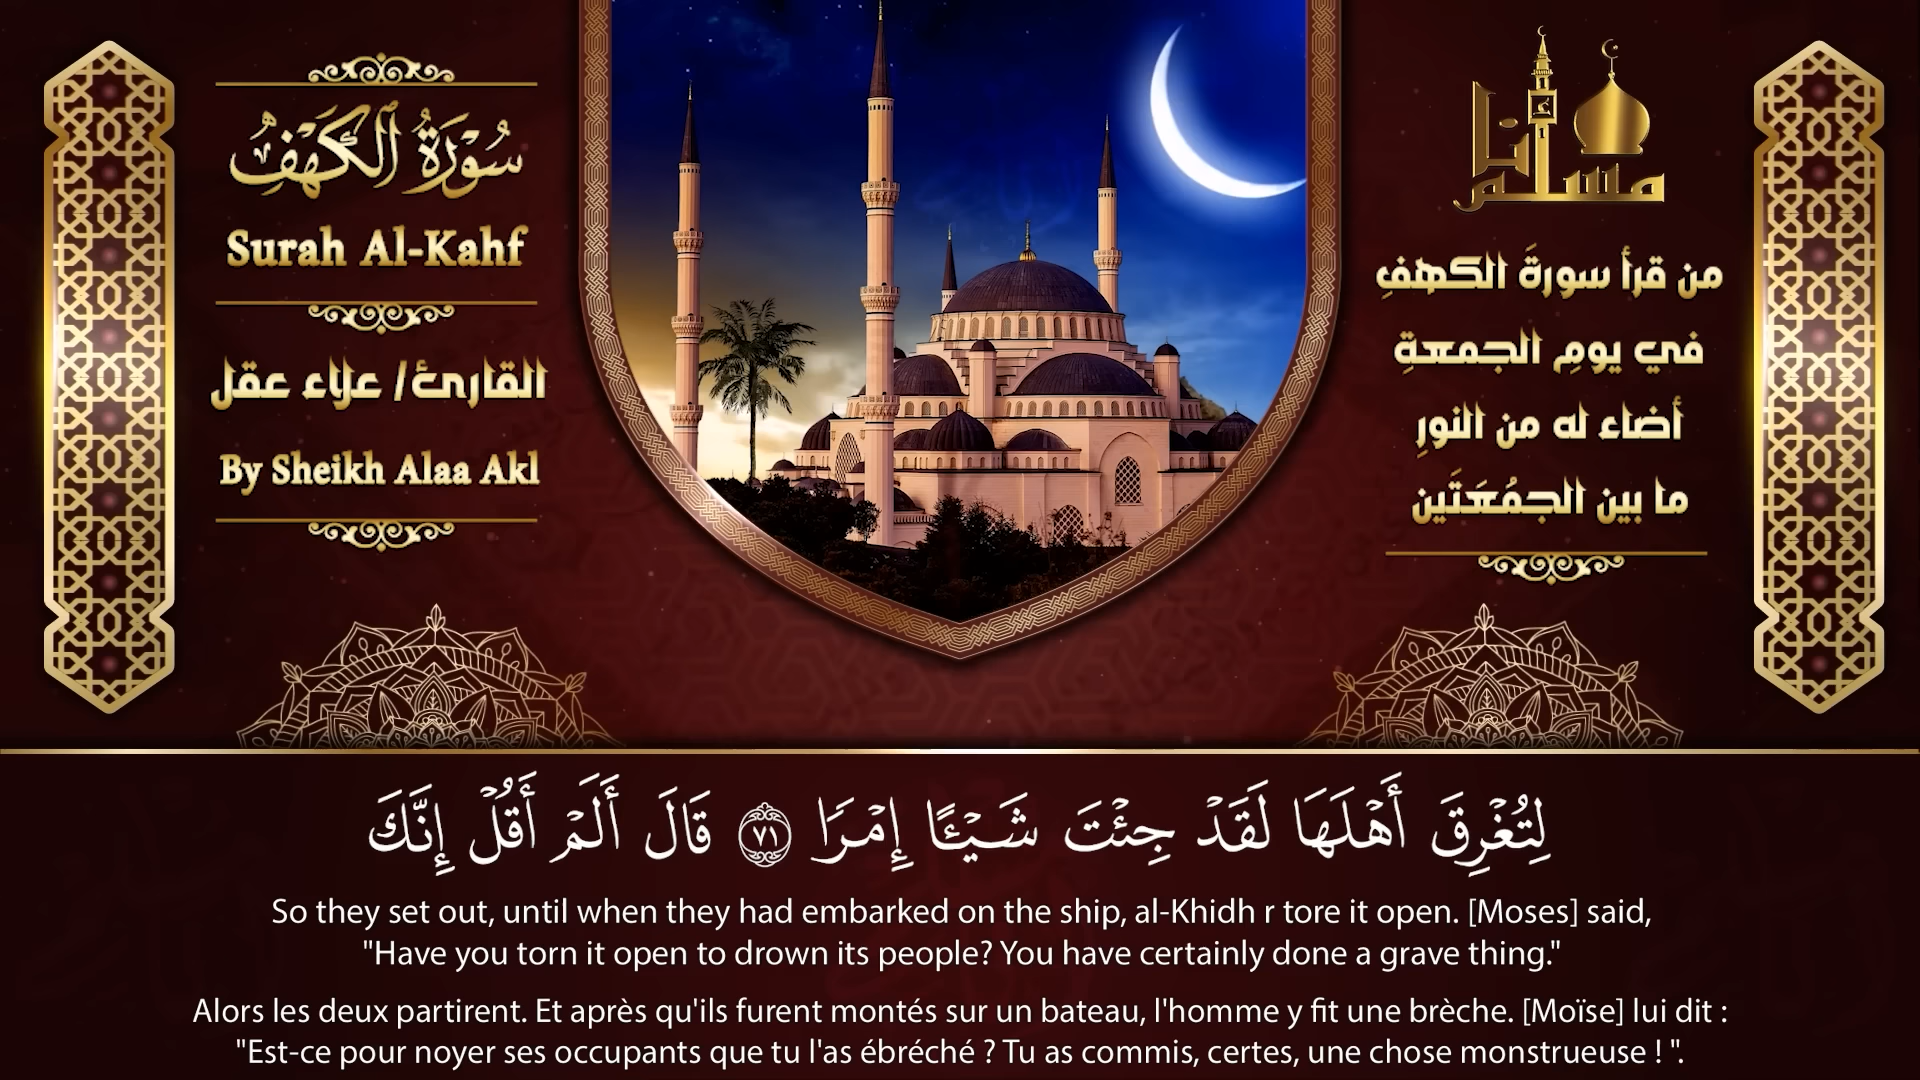 سُورَةُ الكَهْفِ
Surah Al-Kahf
القارئ / علاء عقل
By Sheikh Alaa Akl
أنا
مسلم
من قرأ سورةَ الكهفِ
في يومِ الجمعةِ
أضاء له من النورِ
ما بين الجمُعَتَين
لِتُغْرِقَ أَهْلَهَا لَقَدْ جِئْتَ شَيْـًٔا إِمْرًا ٧١ قَالَ أَلَمْ أَقُلْ إِنَّكَ
So they set out, until when they had embarked on the ship, al-Khidh r tore it open. [Moses] said,
"Have you torn it open to drown its people? You have certainly done a grave thing."
Alors les deux partirent. Et après qu'ils furent montés sur un bateau, l'homme y fit une brèche. [Moïse] lui dit :
"Est-ce pour noyer ses occupants que tu l'as ébréché ? Tu as commis, certes, une chose monstrueuse ! ".